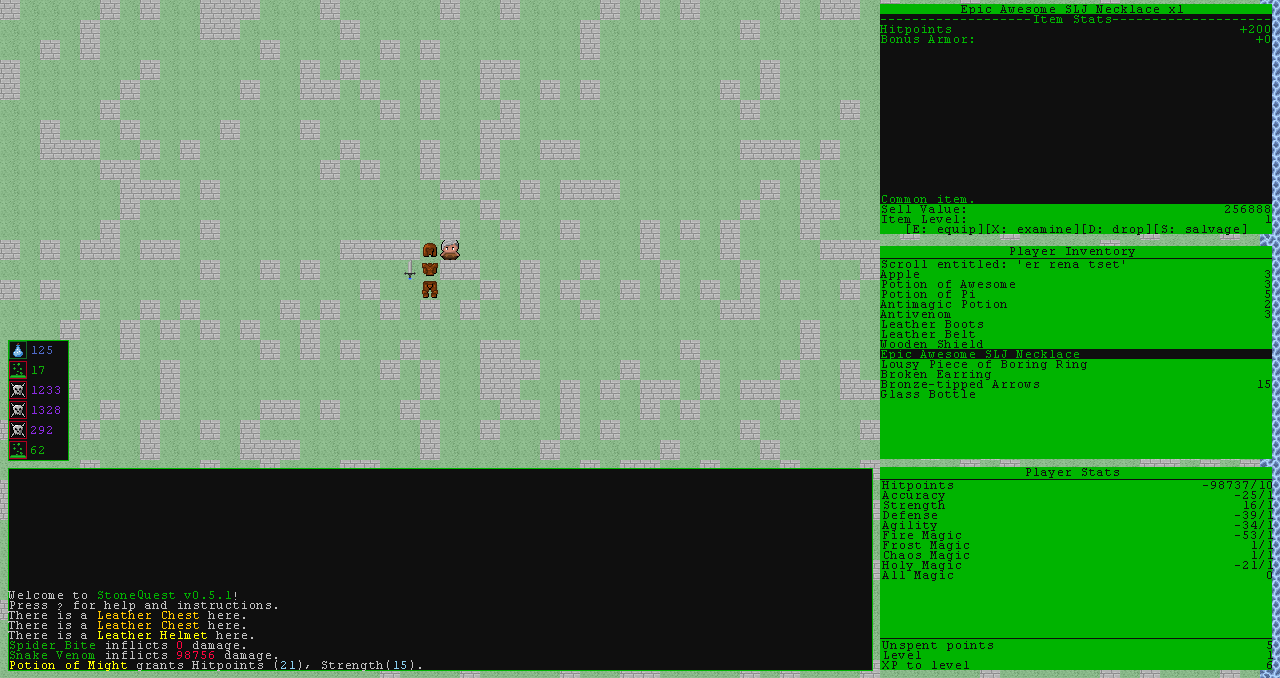 Epic Awesome SLJ Necklace x1
Item Stats
Hitpoints +200
Bonus Armor: +0
Common item.
Sell Value: 256888
Item Level: 1
[E: equip][X: examine][D: drop][S: salvage]
Player Inventory
Scroll entitled: 'er rena tset'
Apple 3
Potion of Awesome 3
Potion of Pi 5
Antimagic Potion 2
Antivenom 3
Leather Boots
Leather Belt
Wooden Shield
Epic Awesome SLJ Necklace
Lousy Piece of Boring Ring
Broken Earring
Bronze-tipped Arrows 15
Glass Bottle
125
17
1233
1328
292
62
Player Stats
Hitpoints -98737/10
Accuracy -25/1
Strength 16/1
Defense -39/1
Agility -34/1
Fire Magic -53/1
Frost Magic 1/1
Chaos Magic 1/1
Holy Magic -21/1
All Magic 0
Unspent points 5
Level 1
XP to level 6
Welcome to StoneQuest v0.5.1!
Press ? for help and instructions.
There is a Leather Chest here.
There is a Leather Chest here.
There is a Leather Helmet here.
Spider Bite inflicts 0 damage.
Snake Venom inflicts 98756 damage.
Potion of Might grants Hitpoints (21), Strength(15).